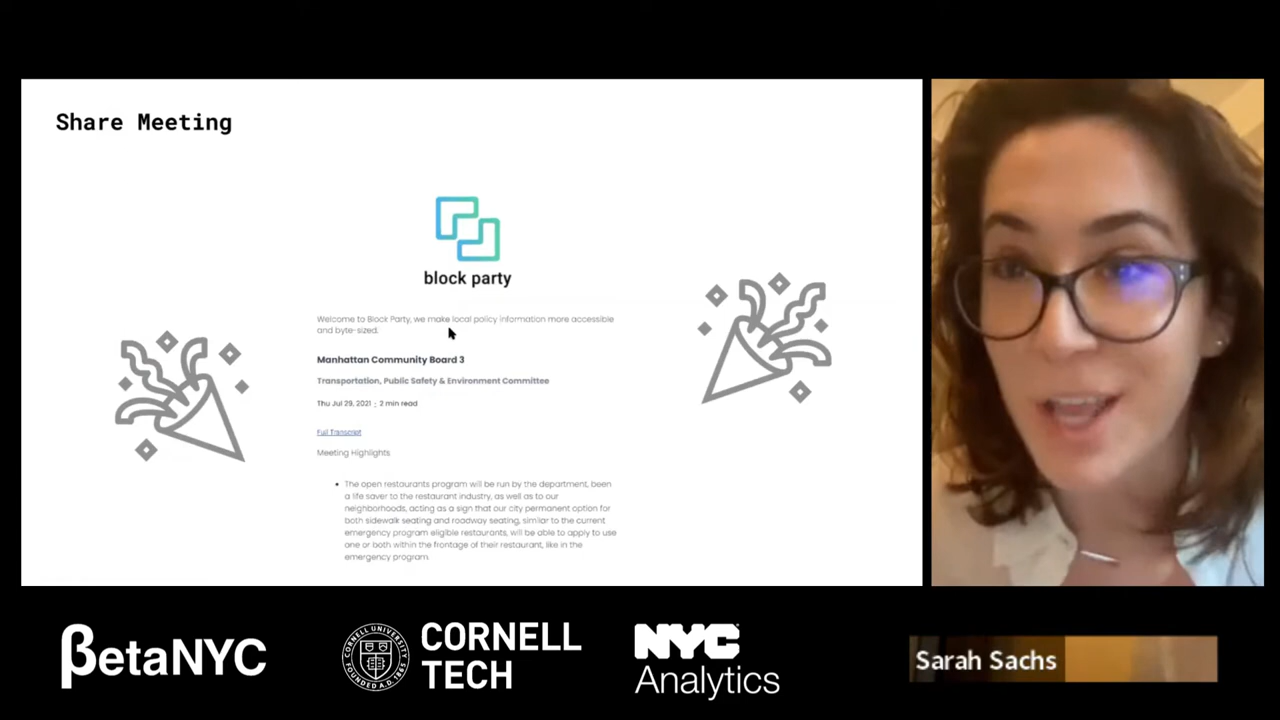 Share Meeting
block party
Welcome to Block Party, we make local policy information more accessible
and byte-sized.
Manhattan Community Board 3
Transportation, Public Safety & Environment Committee
Thu Jul 29, 2021 · 2 min read
Full Transcript
Meeting Highlights
• The open restaurants program will be run by the department, been
a life saver to the restaurant industry, as well as to our
neighborhoods, acting as a sign that our city permanent option for
both sidewalk seating and roadway seating, similar to the current
emergency program eligible restaurants, will be able to apply to use
one or both within the frontage of their restaurant, like in the
emergency program.
βetaNYC
CORNELL UNIVERSITY
FOUNDED A.D. 1865
CORNELL
TECH
NYC
Analytics
Sarah Sachs